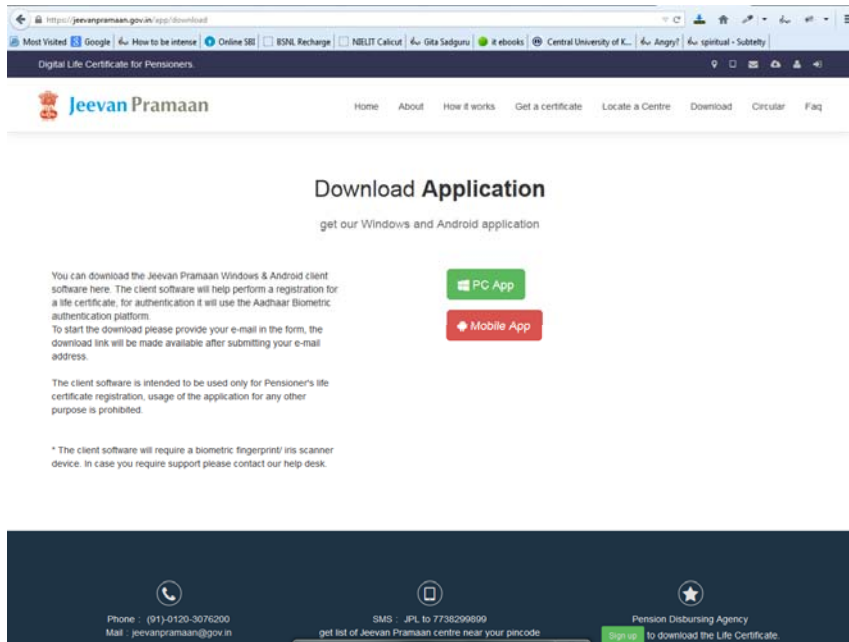 https://jeevanpramaan.gov.in/app/download
Most Visited Google How to be intense Online SBI BSNL Recharge NIELIT Calicut Gita Sadguru it ebooks Central University of K... Angry? spiritual - Subtelty
Digital Life Certificate for Pensioners.
Jeevan Pramaan
Home About How it works Get a certificate Locate a Centre Download Circular Faq
Download Application
get our Windows and Android application
You can download the Jeevan Pramaan Windows & Android client
software here. The client software will help perform a registration for
a life certificate, for authentication it will use the Aadhaar Biometric
authentication platform.
To start the download please provide your e-mail in the form, the
download link will be made available after submitting your e-mail
address.
The client software is intended to be used only for Pensioner's life
certificate registration, usage of the application for any other
purpose is prohibited.
* The client software will require a biometric fingerprint/ iris scanner
device. In case you require support please contact our help desk.
PC App
Mobile App
Phone : (91)-0120-3076200
Mail : jeevanpramaan@gov.in
SMS : JPL to 7738299899
get list of Jeevan Pramaan centre near your pincode
Pension Disbursing Agency
Sign up to download the Life Certificate.